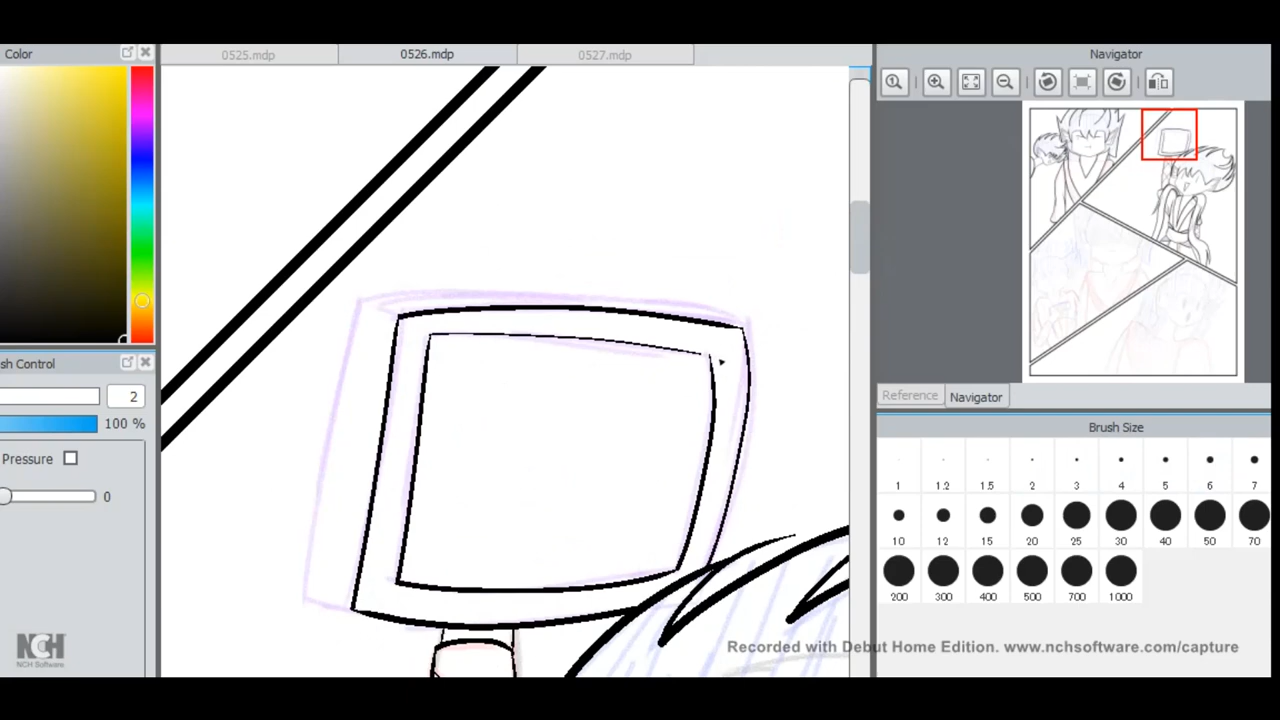 Color
0525.mdp
0526.mdp
0527.mdp
Navigator
sh Control
2
100 %
Pressure
0
Reference
Navigator
Brush Size
1
1.2
1.5
2
3
4
5
6
7
10
12
15
20
25
30
40
50
70
200
300
400
500
700
1000
NCH
NCH Software
Recorded with Debut Home Edition. www.nchsoftware.com/capture